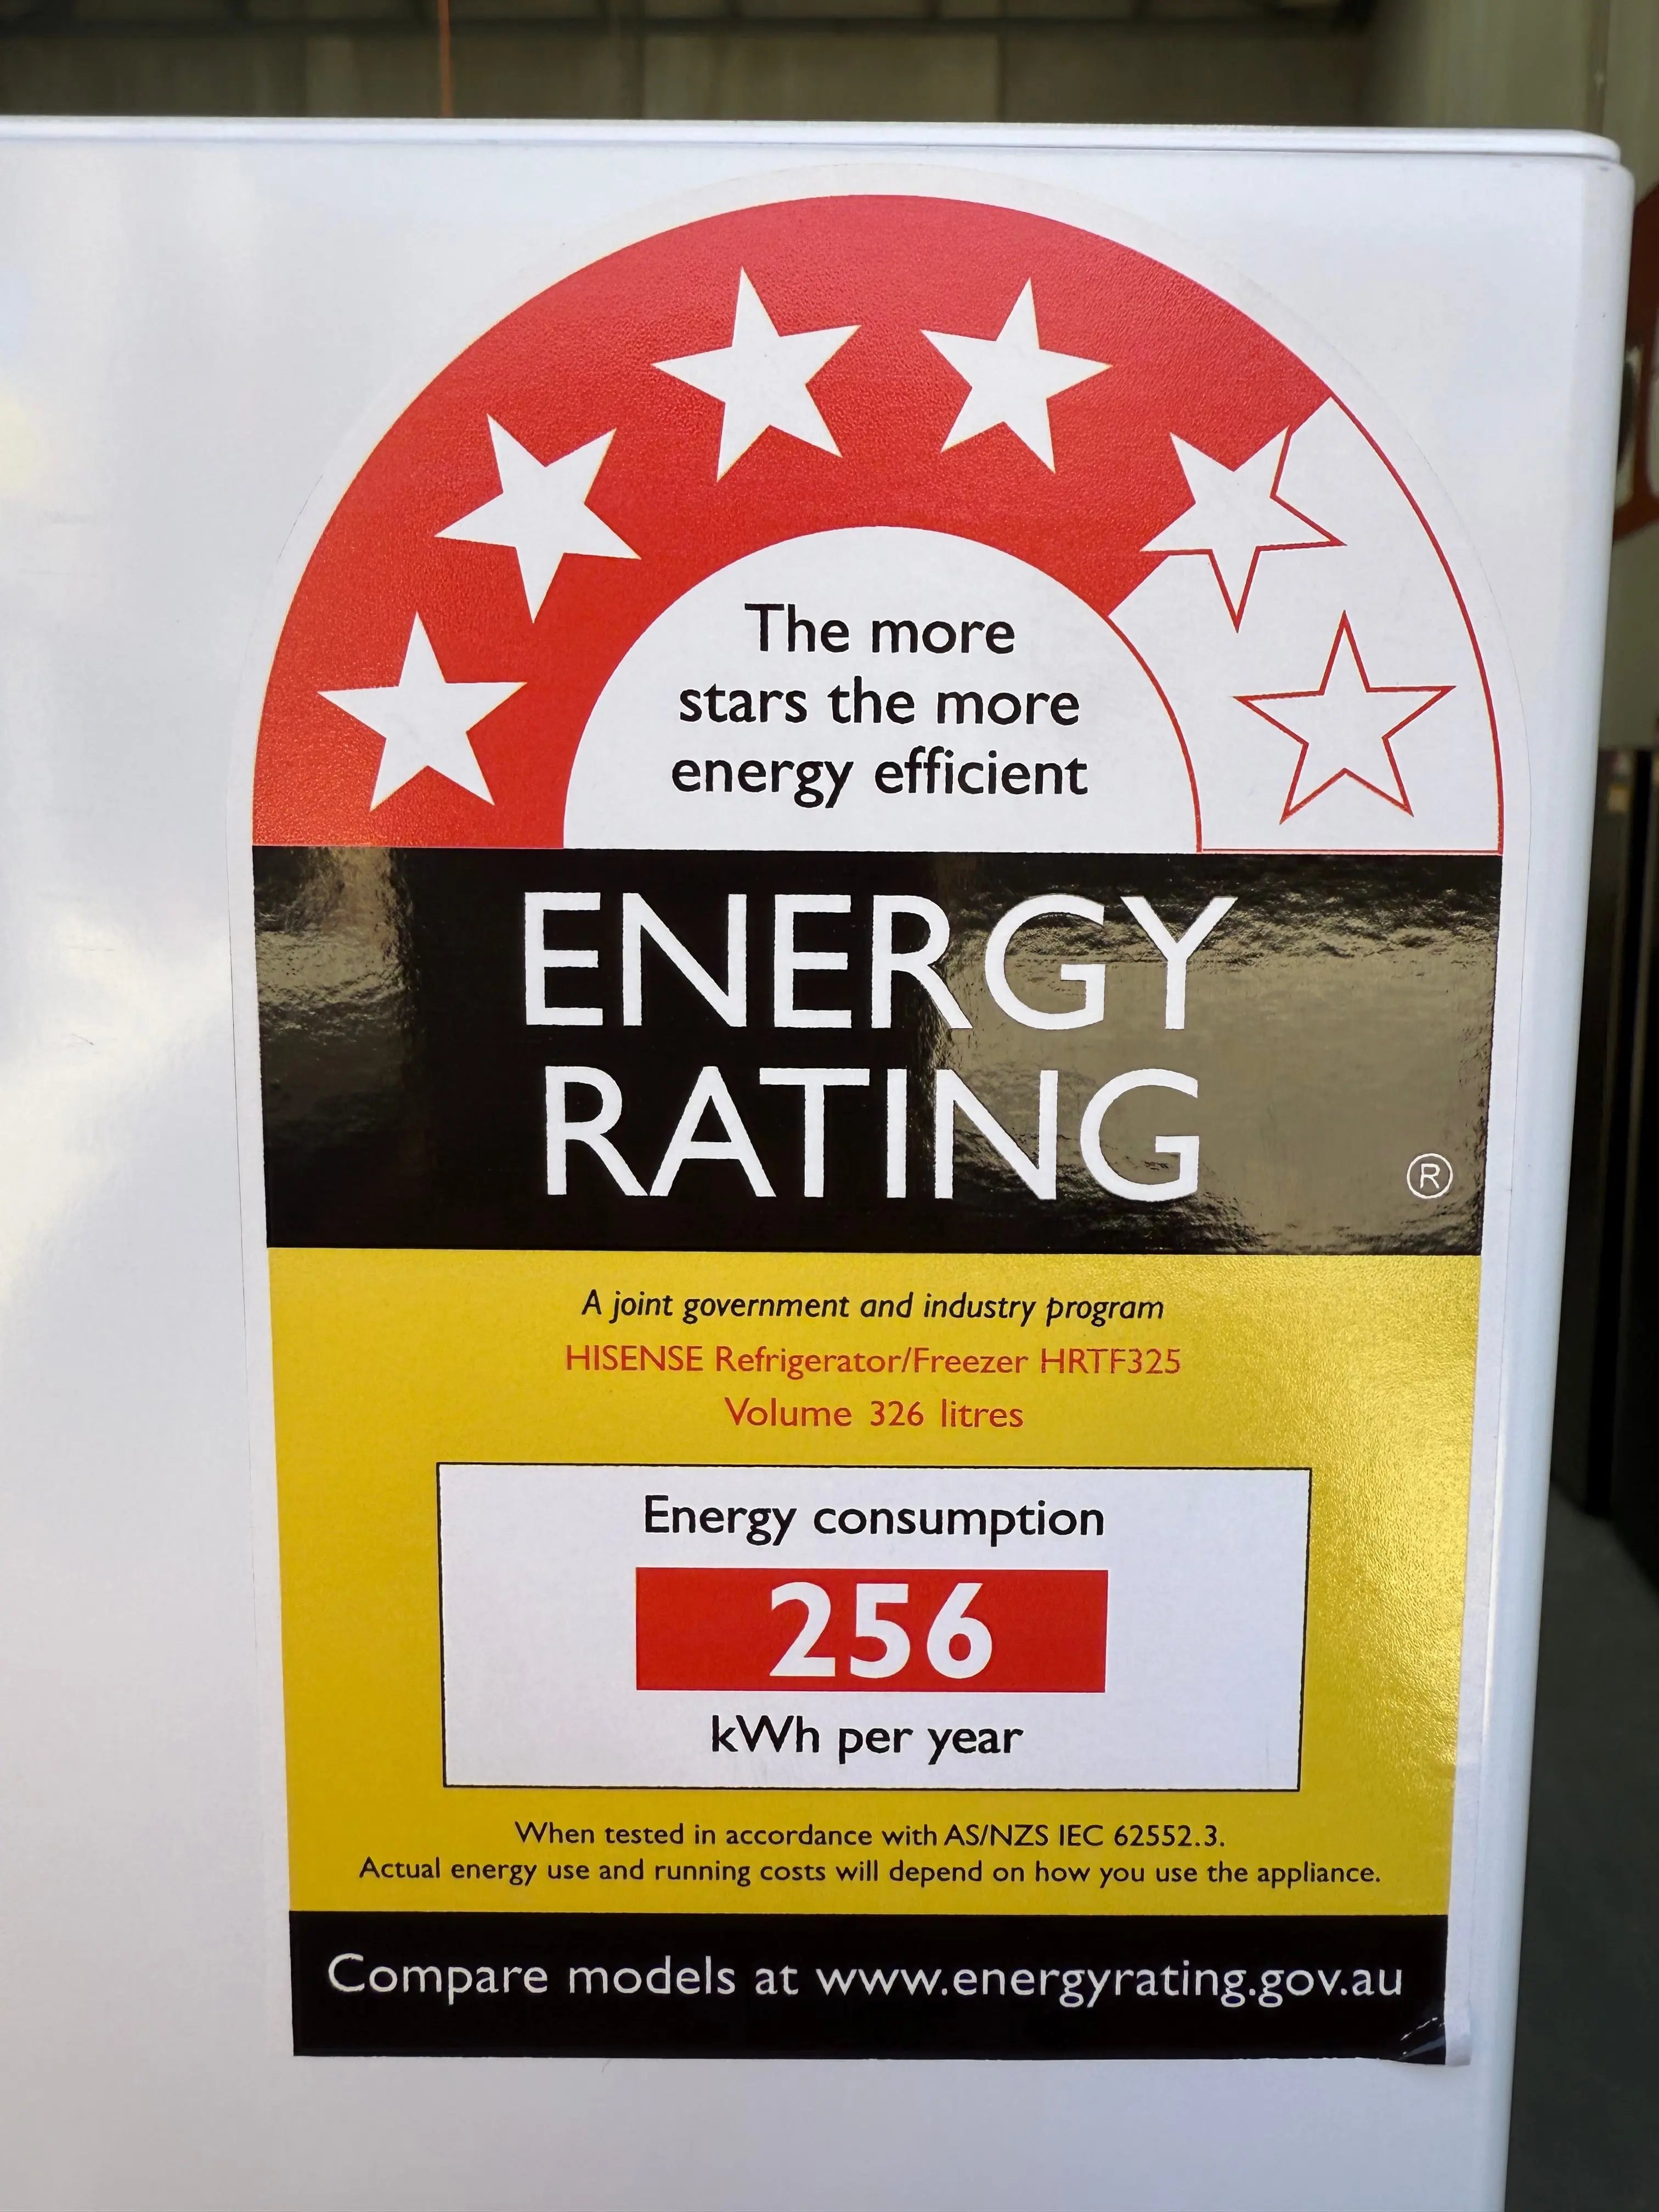 The more
stars the more
energy efficient
ENERGY
RATING
®
A joint government and industry program
HISENSE Refrigerator/Freezer HRTF325
Volume 326 litres
Energy consumption
256
kWh per year
When tested in accordance with AS/NZS IEC 62552.3.
Actual energy use and running costs will depend on how you use the appliance.
Compare models at www.energyrating.gov.au